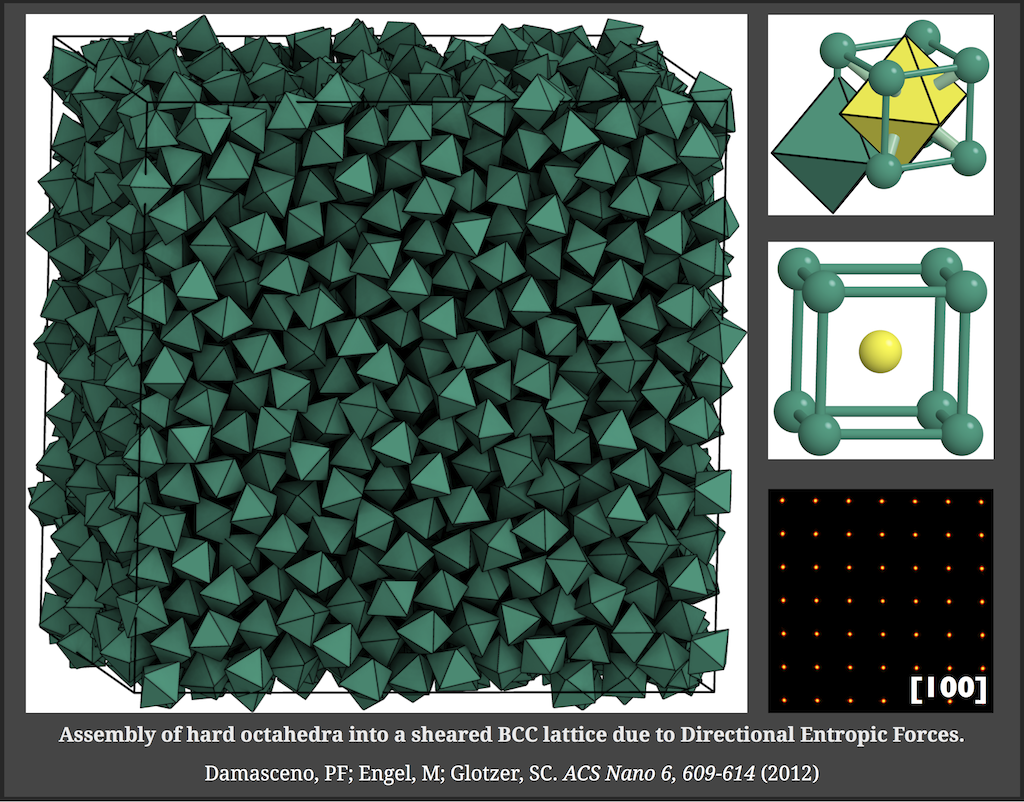 [100]
Assembly of hard octahedra into a sheared BCC lattice due to Directional Entropic Forces.
Damasceno, PF; Engel, M; Glotzer, SC. ACS Nano 6, 609-614 (2012)